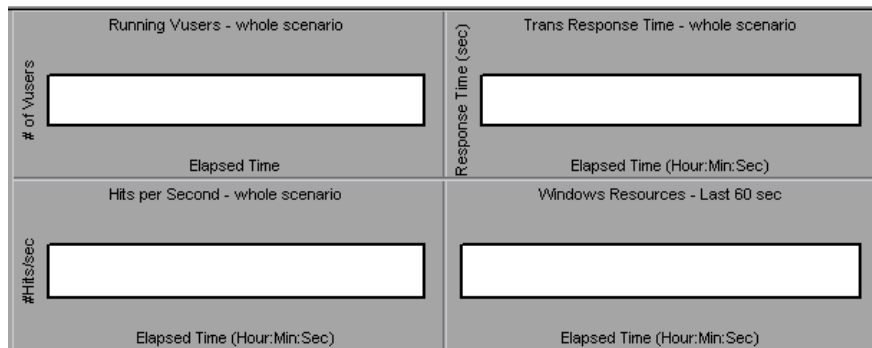 Running Vusers - whole scenario
# of Vusers
Elapsed Time
Trans Response Time - whole scenario
Response Time (sec)
Elapsed Time (Hour:Min:Sec)
Hits per Second - whole scenario
#Hits/sec
Elapsed Time (Hour:Min:Sec)
Windows Resources - Last 60 sec
Elapsed Time (Hour:Min:Sec)